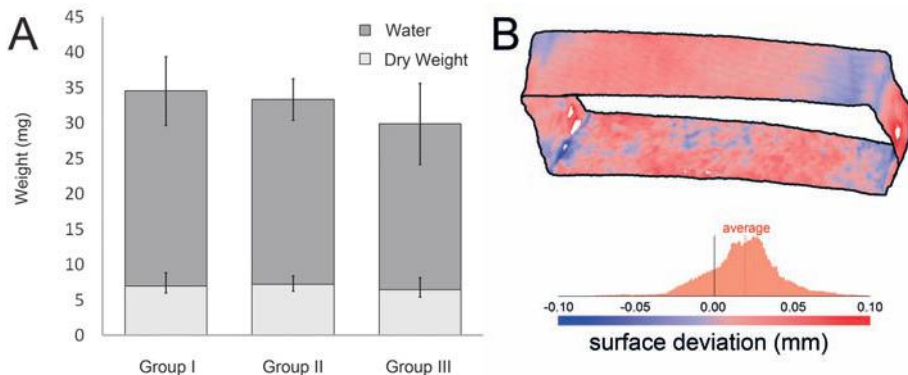 A
Weight (mg)
45
40
35
30
25
20
15
10
5
0
Water
Dry Weight
Group I
Group II
Group III
B
average
-0.10
-0.05
0.00
0.05
0.10
surface deviation (mm)